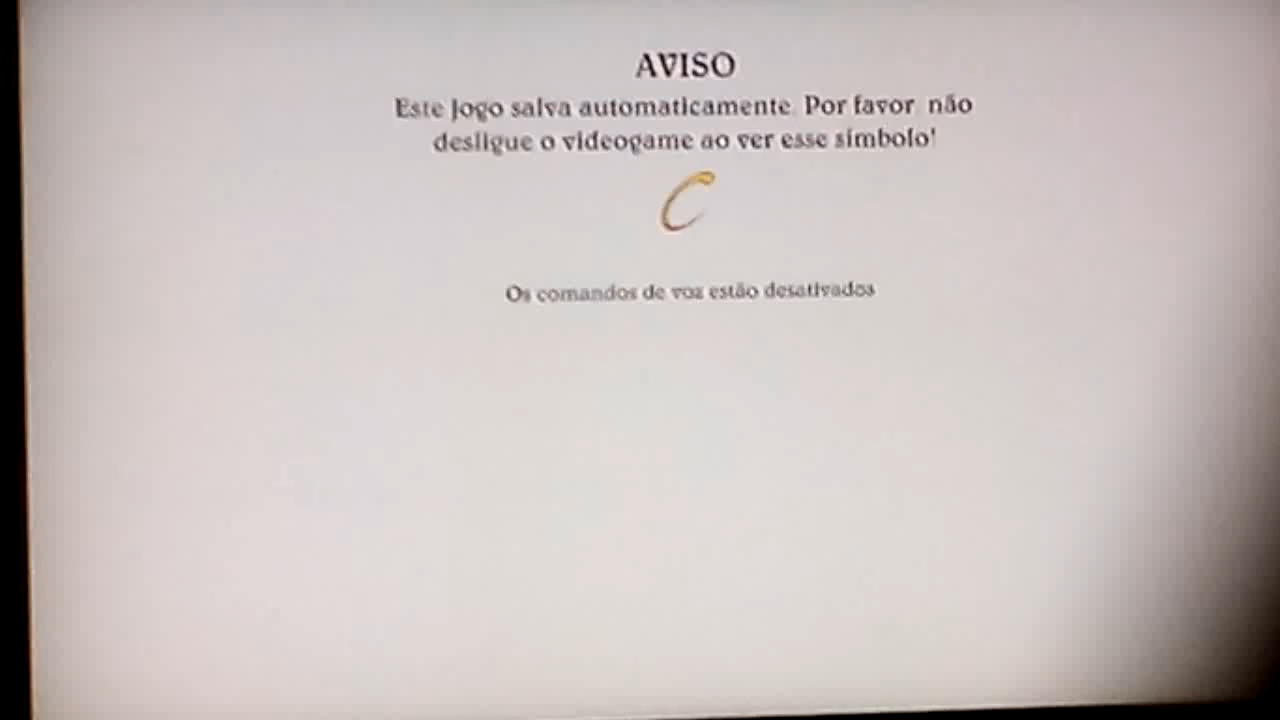 AVISO
Este jogo salva automaticamente. Por favor, não
desligue o videogame ao ver esse símbolo!
Os comandos de voz estão desativados